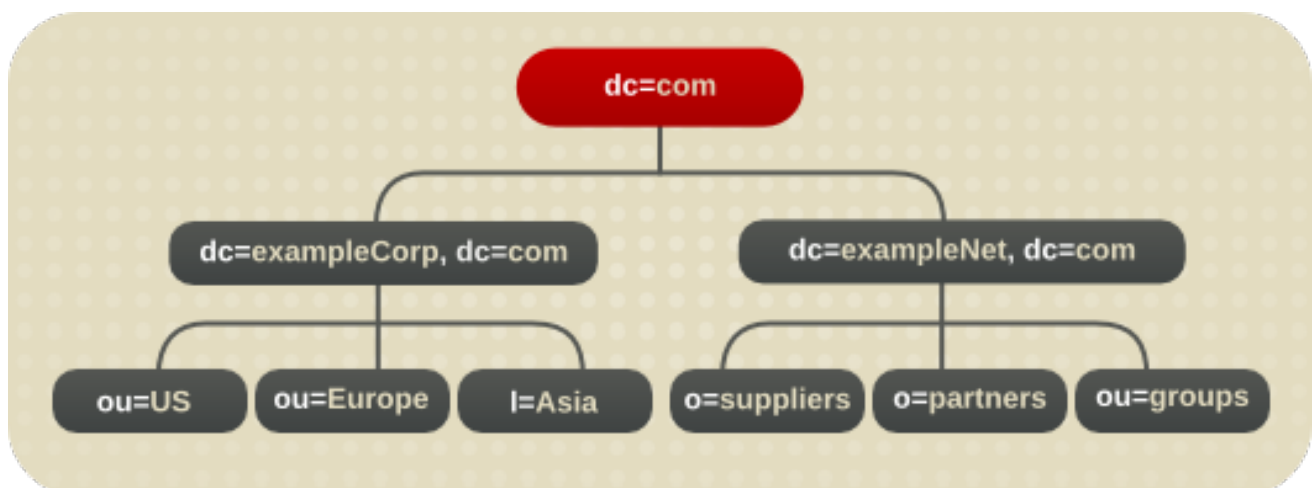 dc=com
dc=exampleCorp, dc=com
dc=exampleNet, dc=com
ou=US
ou=Europe
l=Asia
o=suppliers
o=partners
ou=groups